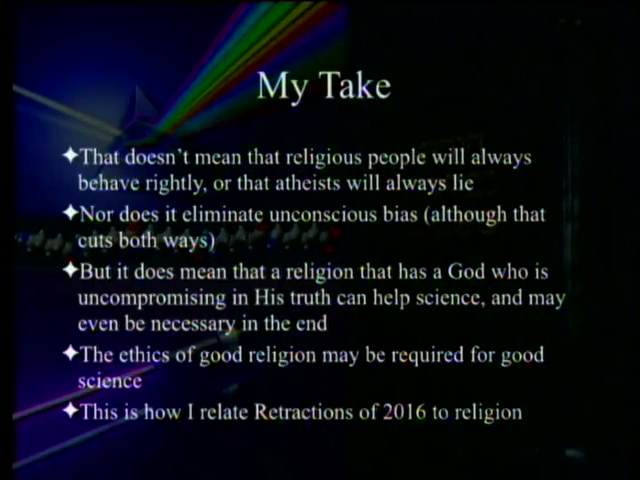 My Take
✦That doesn't mean that religious people will always
behave rightly, or that atheists will always lie
✦Nor does it eliminate unconscious bias (although that
cuts both ways)
✦But it does mean that a religion that has a God who is
uncompromising in His truth can help science, and may
even be necessary in the end
✦The ethics of good religion may be required for good
science
✦This is how I relate Retractions of 2016 to religion